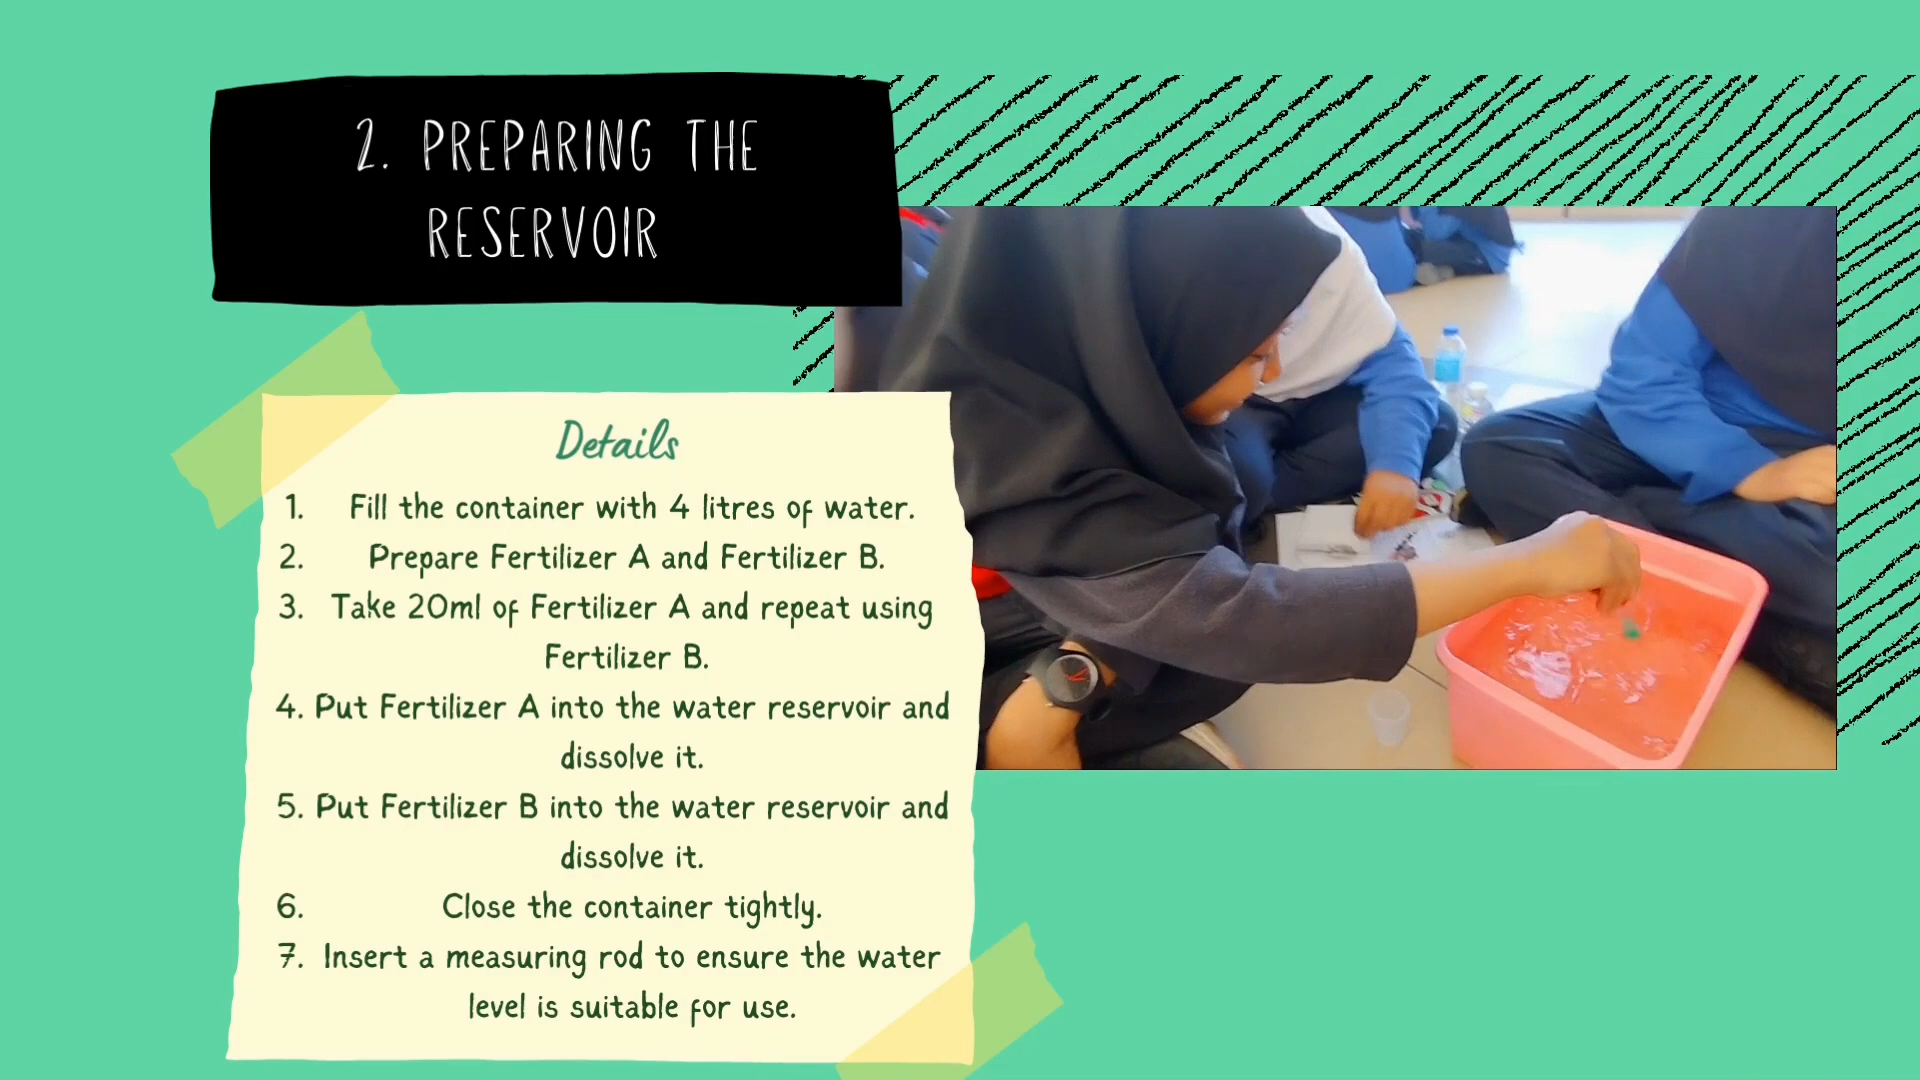 2. PREPARING THE
RESERVOIR
Details
1. Fill the container with 4 litres of water.
2. Prepare Fertilizer A and Fertilizer B.
3. Take 20ml of Fertilizer A and repeat using
Fertilizer B.
4. Put Fertilizer A into the water reservoir and
dissolve it.
5. Put Fertilizer B into the water reservoir and
dissolve it.
6. Close the container tightly.
7. Insert a measuring rod to ensure the water
level is suitable for use.